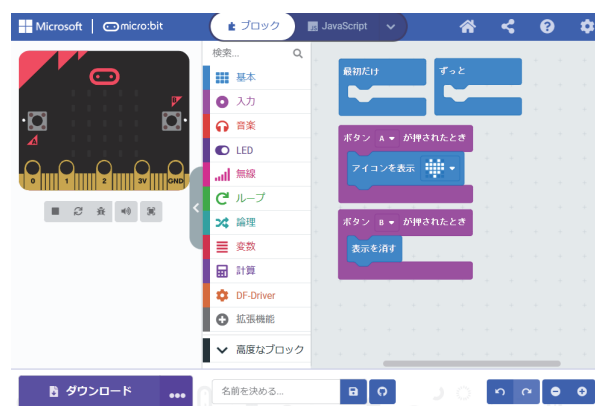 Microsoft
micro:bit
ブロック
JavaScript
検索...
基本
入力
音楽
LED
無線
ループ
論理
変数
計算
DF-Driver
拡張機能
高度なブロック
最初だけ
ずっと
ボタン A が押されたとき
アイコンを表示
ボタン B が押されたとき
表示を消す
B
A
0 1 2 3V GND
ダウンロード
名前を決める...